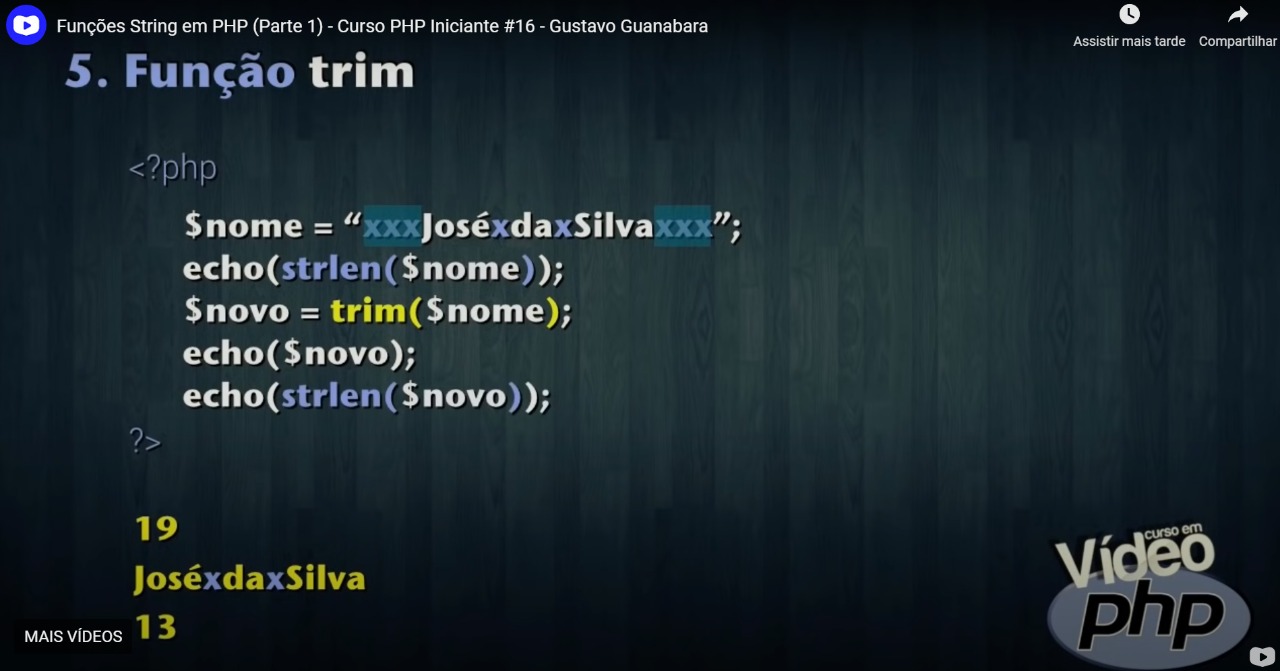 Funções String em PHP (Parte 1) - Curso PHP Iniciante #16 - Gustavo Guanabara
Assistir mais tarde
Compartilhar
5. Função trim
<?php
$nome = “xxxJoséxdaxSilvaxxx”;
echo(strlen($nome));
$novo = trim($nome);
echo($novo);
echo(strlen($novo));
?>
19
JoséxdaxSilva
13
MAIS VÍDEOS
curso em
Vídeo
php